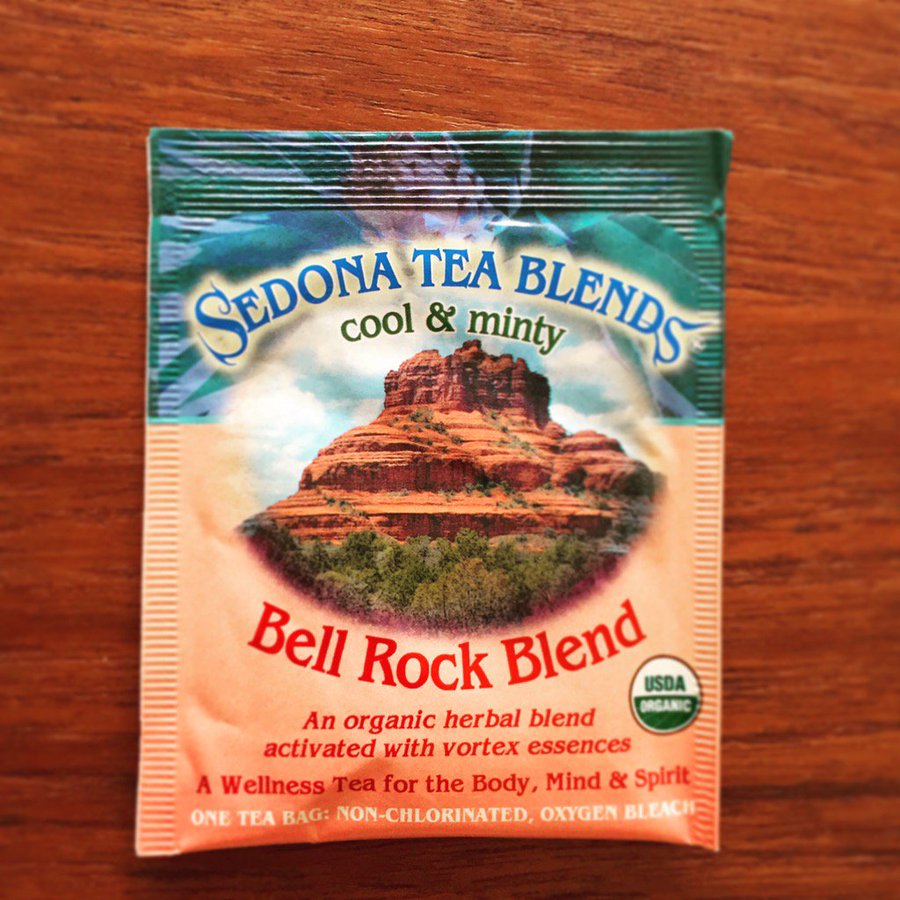 SEDONA TEA BLENDS
cool & minty
Bell Rock Blend
USDA
ORGANIC
An organic herbal blend
activated with vortex essences
A Wellness Tea for the Body, Mind & Spirit
ONE TEA BAG: NON-CHLORINATED, OXYGEN BLEACH